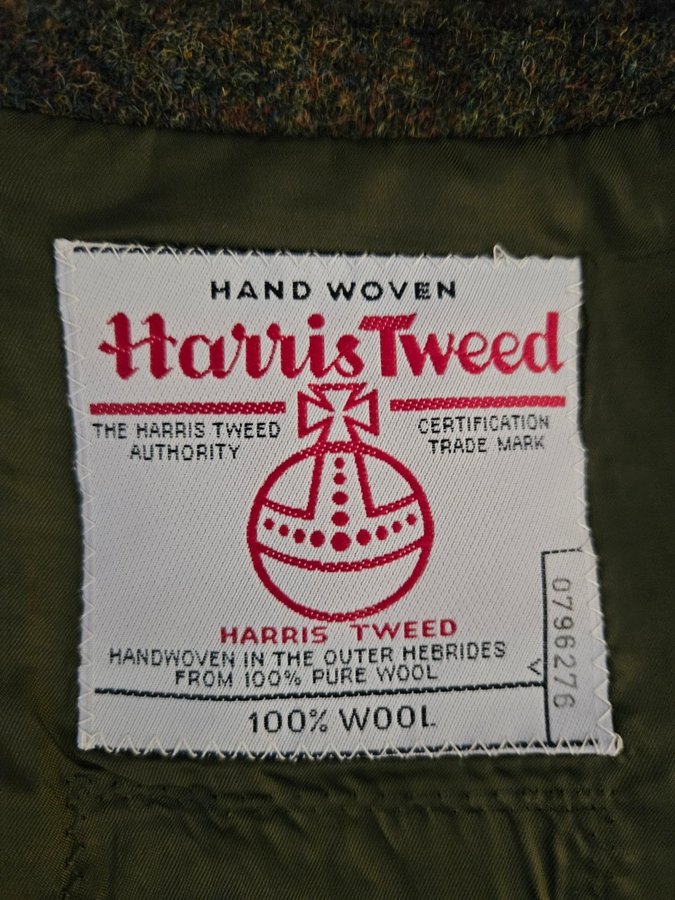 HAND WOVEN
Harris Tweed
THE HARRIS TWEED
AUTHORITY
CERTIFICATION
TRADE MARK
HARRIS TWEED
HANDWOVEN IN THE OUTER HEBRIDES
FROM 100% PURE WOOL
100% WOOL
0796276